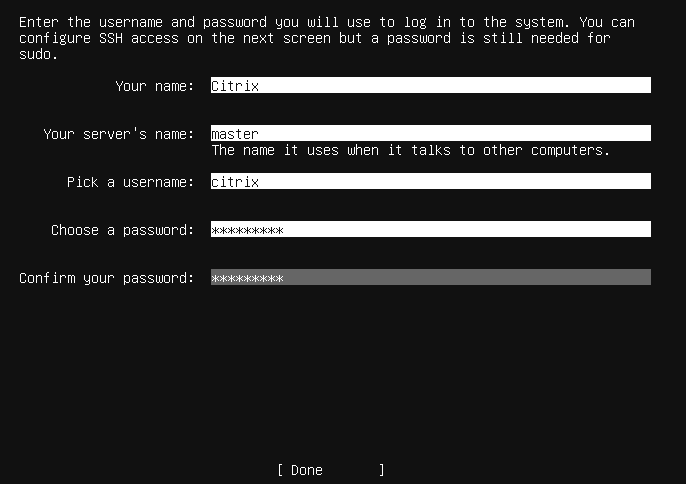 Enter the username and password you will use to log in to the system. You can
configure SSH access on the next screen but a password is still needed for
sudo.
Your name: Citrix
Your server's name: master
The name it uses when it talks to other computers.
Pick a username: citrix
Choose a password: *********
Confirm your password: *********
[ Done ]